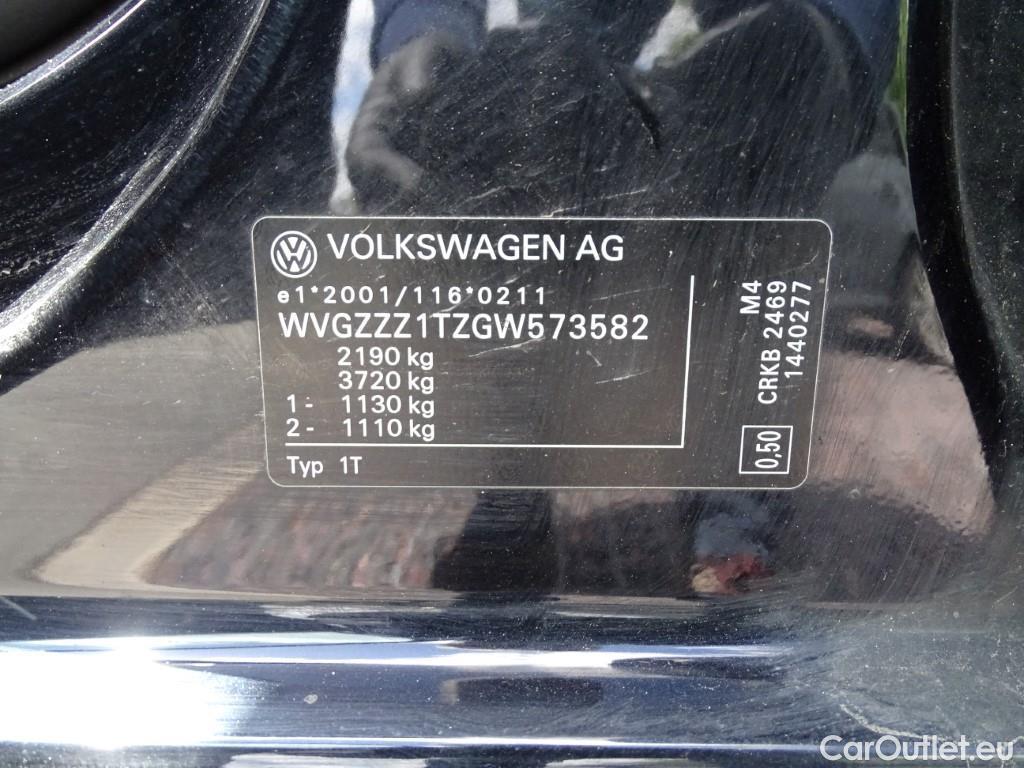 VOLKSWAGEN AG
e1*2001/116*0211
WVGZZZ1TZGW573582
2190 kg
3720 kg
1- 1130 kg
2- 1110 kg
Typ 1T
M4
CRKB 2469
1440277
0,50
CarOutlet.eu